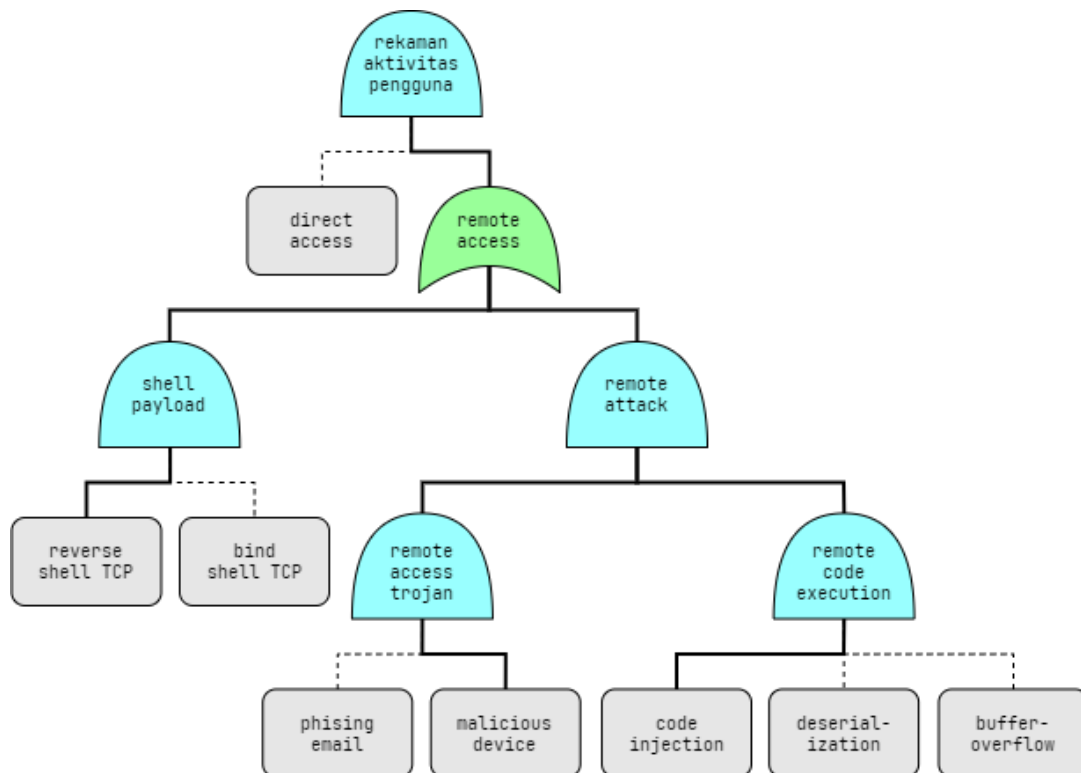 rekaman
aktivitas
pengguna
direct
access
remote
access
shell
payload
remote
attack
reverse
shell TCP
bind
shell TCP
remote
access
trojan
remote
code
execution
phising
email
malicious
device
code
injection
deserial-
ization
buffer-
overflow